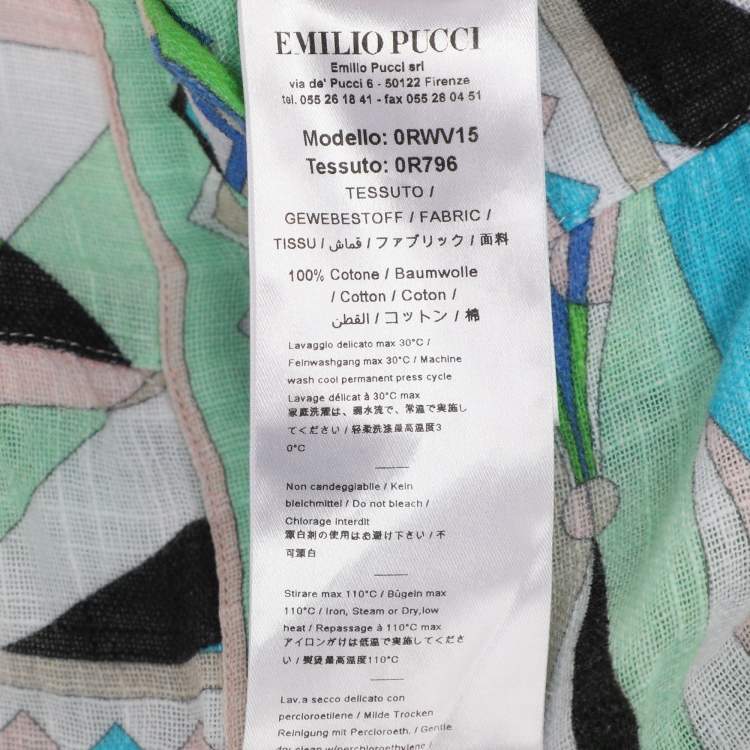 EMILIO PUCCI
Emilio Pucci srl
via de' Pucci 6 - 50122 Firenze
tel. 055 26 18 41 - fax 055 28 04 51
Modello: 0RWV15
Tessuto: 0R796
TESSUTO /
GEWEBESTOFF / FABRIC /
TISSU / قماش / ファブリック / 面料
100% Cotone / Baumwolle
/ Cotton / Coton /
القطن / コットン / 棉
Lavaggio delicato max 30°C /
Feinwashgang max 30°C / Machine
wash cool permanent press cycle
Lavage délicat à 30°C max
家庭洗濯は、弱水流で、常温で実施し
てください / 轻柔洗涤最高温度3
0°C
Non candeggiabile / Kein
bleichmittel / Do not bleach /
Chlorage interdit
漂白剤の使用はお避け下さい / 不
可漂白
Stirare max 110°C / Bügeln max
110°C / Iron, Steam or Dry,low
heat / Repassage à 110°C max
アイロンがけは低温で実施してくださ
い / 熨烫最高温度110°C
Lav.a secco delicato con
percloroetilene / Milde Trocken
Reinigung mit Percloroeth. / Gentle
dry clean w/perchloroethylene /